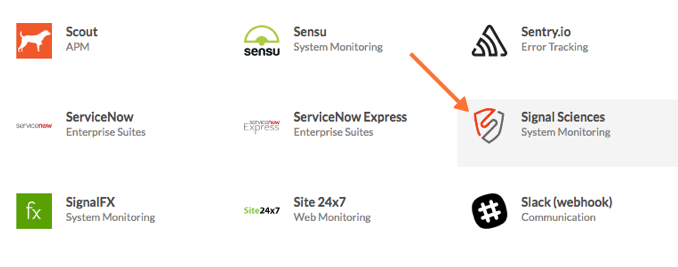 Scout
APM
sensu
Sensu
System Monitoring
Sentry.io
Error Tracking
servicenow
ServiceNow
Enterprise Suites
servicenow
Express
ServiceNow Express
Enterprise Suites
Signal Sciences
System Monitoring
fx
SignalFX
System Monitoring
Site24x7
Site 24x7
Web Monitoring
Slack (webhook)
Communication